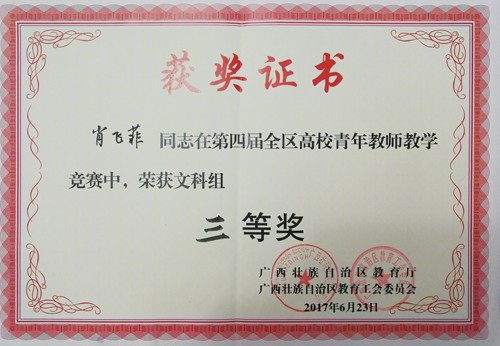 获奖证书
肖飞菲 同志在第四届全区高校青年教师教学
竞赛中，荣获文科组
三等奖
广西壮族自治区教育厅
广西壮族自治区教育工会委员会
2017年6月23日